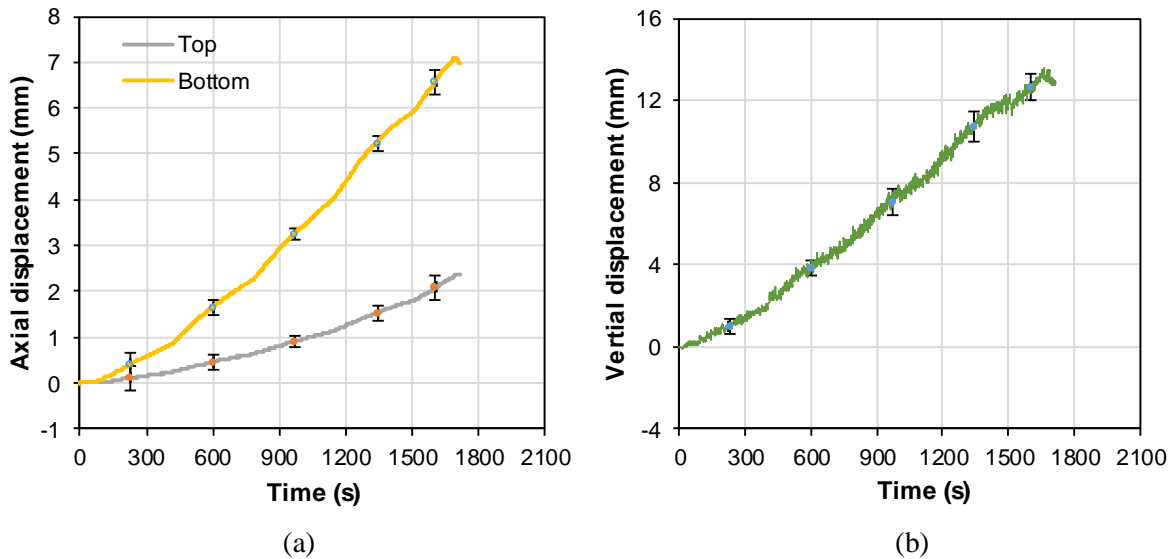 8
7
6
5
4
3
2
1
0
-1
Axial displacement (mm)
Top
Bottom
0 300 600 900 1200 1500 1800 2100
Time (s)
(a)
16
12
8
4
0
-4
Vertial displacement (mm)
0 300 600 900 1200 1500 1800 2100
Time (s)
(b)